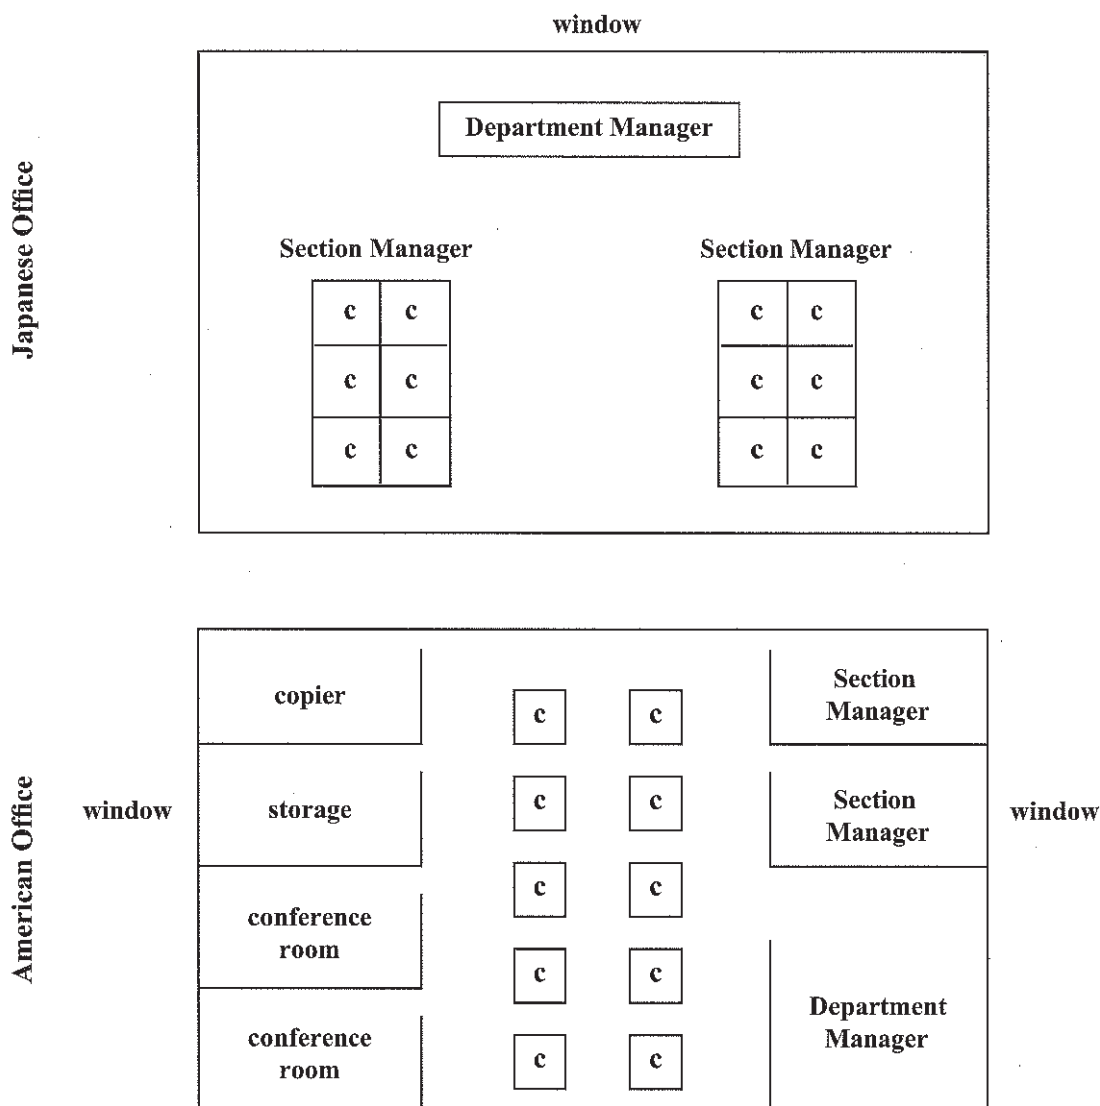 window
Japanese Office
Department Manager
Section Manager
Section Manager
c c
c c
c c
c c
c c
c c
American Office
window
window
copier
storage
conference
room
conference
room
c c
c c
c c
c c
c c
Section
Manager
Section
Manager
Department
Manager